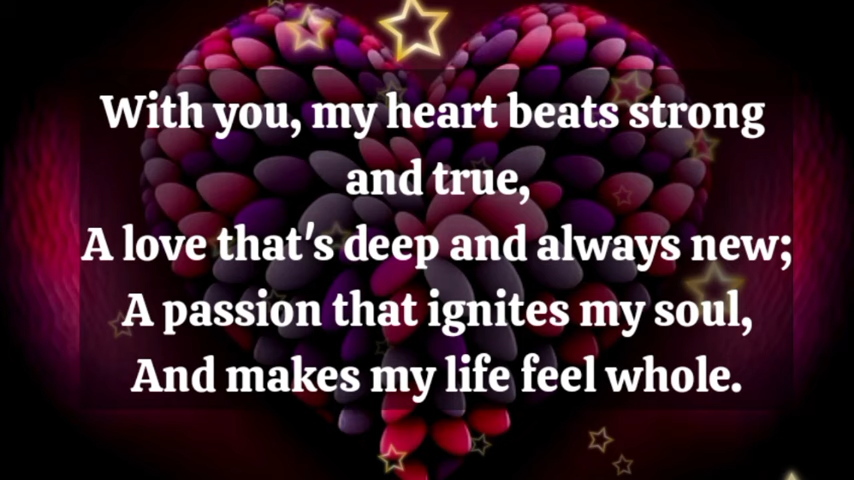 With you, my heart beats strong
and true,
A love that's deep and always new;
A passion that ignites my soul,
And makes my life feel whole.